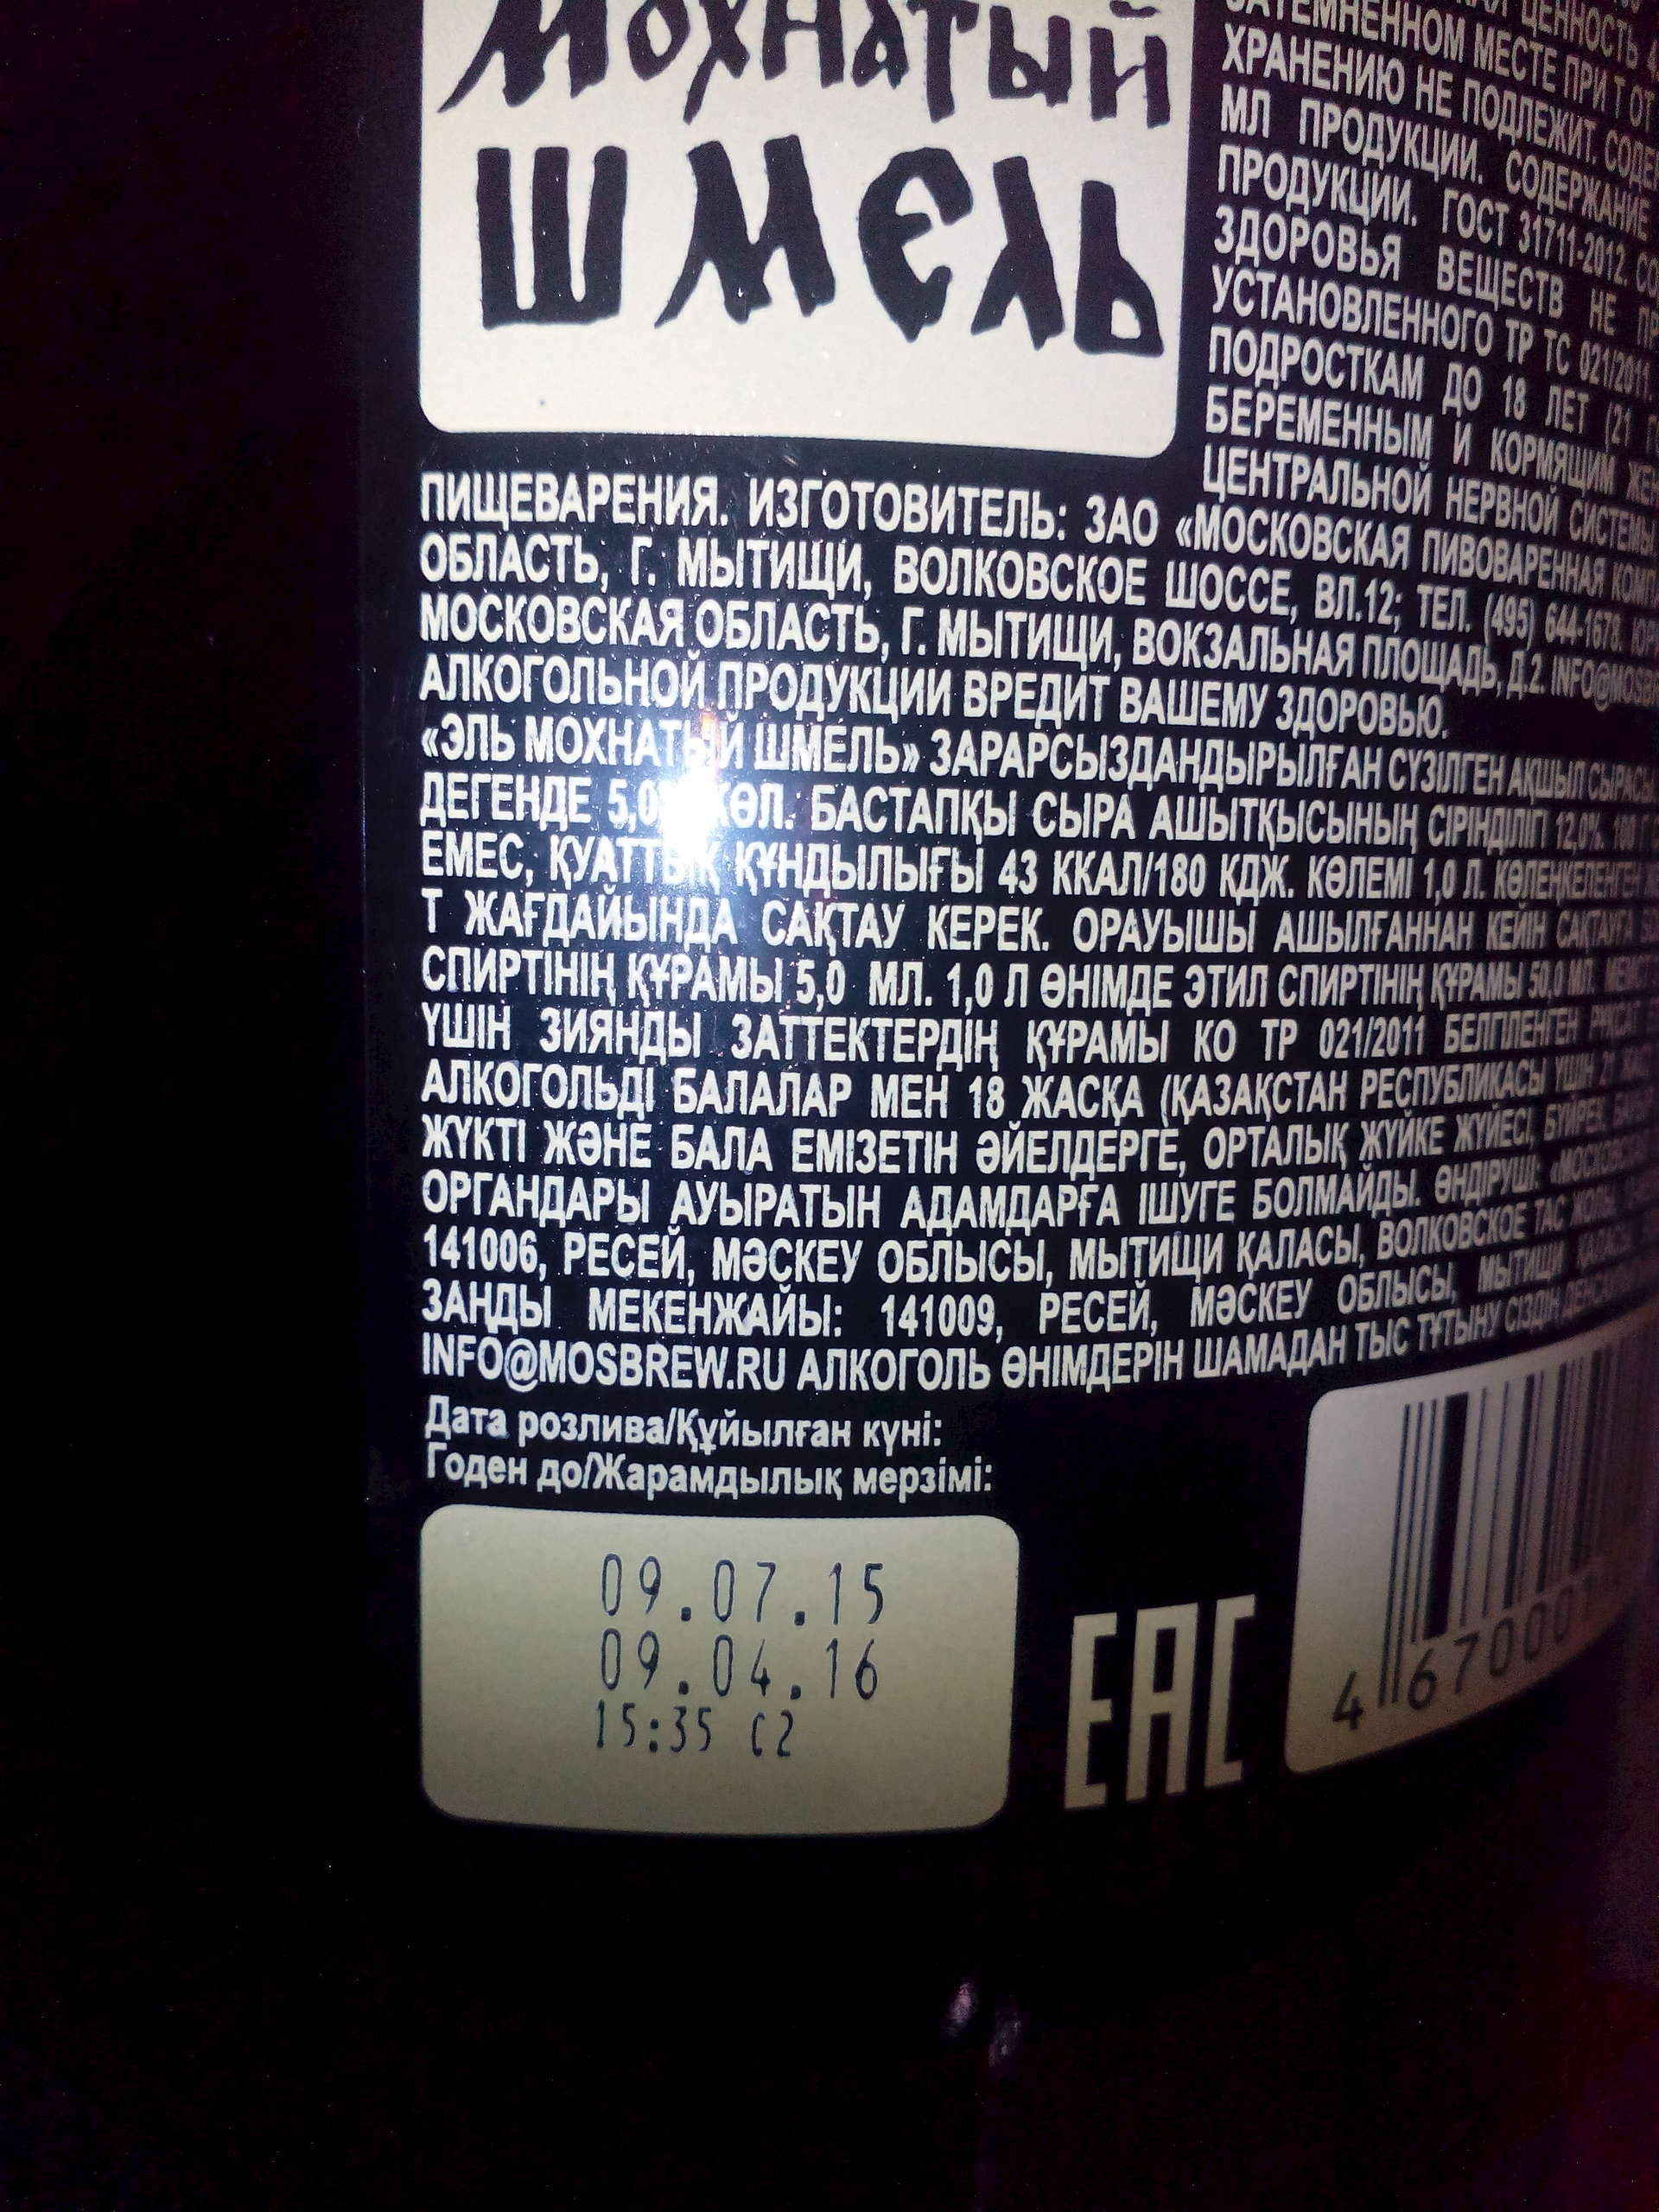 Мохнатый
шмель
ЦЕННОСТЬ
ЗАТЕМНЕННОМ МЕСТЕ ПРИ Т ОТ
ХРАНЕНИЮ НЕ ПОДЛЕЖИТ.
МЛ ПРОДУКЦИИ. СОДЕРЖАНИЕ
ПРОДУКЦИИ. ГОСТ 31711-2012.
ЗДОРОВЬЯ ВЕЩЕСТВ НЕ
УСТАНОВЛЕННОГО ТР ТС 021/2011.
ПОДРОСТКАМ ДО 18 ЛЕТ (21
БЕРЕМЕННЫМ И КОРМЯЩИМ
ЦЕНТРАЛЬНОЙ НЕРВНОЙ СИСТЕМЫ
ПИЩЕВАРЕНИЯ. ИЗГОТОВИТЕЛЬ: ЗАО «МОСКОВСКАЯ ПИВОВАРЕННАЯ
ОБЛАСТЬ, Г. МЫТИЩИ, ВОЛКОВСКОЕ ШОССЕ, ВЛ.12; ТЕЛ. (495) 644-1678.
МОСКОВСКАЯ ОБЛАСТЬ, Г. МЫТИЩИ, ВОКЗАЛЬНАЯ ПЛОЩАДЬ, Д.2.
АЛКОГОЛЬНОЙ ПРОДУКЦИИ ВРЕДИТ ВАШЕМУ ЗДОРОВЬЮ.
«ЭЛЬ МОХНАТЫЙ ШМЕЛЬ» ЗАРАРСЫЗДАНДЫРЫЛҒАН СҮЗІЛГЕН АҚШЫЛ СЫРАСЫ
ДЕГЕНДЕ КӨЛ. БАСТАПҚЫ СЫРА АШЫТҚЫСЫНЫҢ СІРІНДІЛІГІ 12,0%.
ЕМЕС, ҚУАТТЫҚ ҚҰНДЫЛЫҒЫ 43 ККАЛ/180 КДЖ. КӨЛЕМІ 1,0 Л.
Т ЖАҒДАЙЫНДА САҚТАУ КЕРЕК. ОРАУЫШЫ АШЫЛҒАННАН КЕЙІН САҚТАУҒА
СПИРТІНІҢ ҚҰРАМЫ 5,0 МЛ. 1,0 Л ӨНІМДЕ ЭТИЛ СПИРТІНІҢ ҚҰРАМЫ 50,0 МЛ.
ҮШІН ЗИЯНДЫ ЗАТТЕКТЕРДІҢ ҚҰРАМЫ КО ТР 021/2011 БЕЛГІЛЕНГЕН
АЛКОГОЛЬДІ БАЛАЛАР МЕН 18 ЖАСҚА (ҚАЗАҚСТАН РЕСПУБЛИКАСЫ ҮШІН 21
ЖҮКТІ ЖӘНЕ БАЛА ЕМІЗЕТІН ӘЙЕЛДЕРГЕ, ОРТАЛЫҚ ЖҮЙКЕ ЖҮЙЕСІ, БҮЙРЕК,
ОРГАНДАРЫ АУЫРАТЫН АДАМДАРҒА ІШУГЕ БОЛМАЙДЫ. ӨНДІРУШІ:
141006, РЕСЕЙ, МӘСКЕУ ОБЛЫСЫ, МЫТИЩИ ҚАЛАСЫ, ВОЛКОВСКОЕ ТАС ЖОЛЫ,
ЗАҢДЫ МЕКЕНЖАЙЫ: 141009, РЕСЕЙ, МӘСКЕУ ОБЛЫСЫ, МЫТИЩИ
INFO@MOSBREW.RU АЛКОГОЛЬ ӨНІМДЕРІН ШАМАДАН ТЫС ТҰТЫНУ СІЗДІҢ
Дата розлива/Құйылған күні:
Годен до/Жарамдылық мерзімі:
09.07.15
09.04.16
15:35 C2
EAC
4 67000